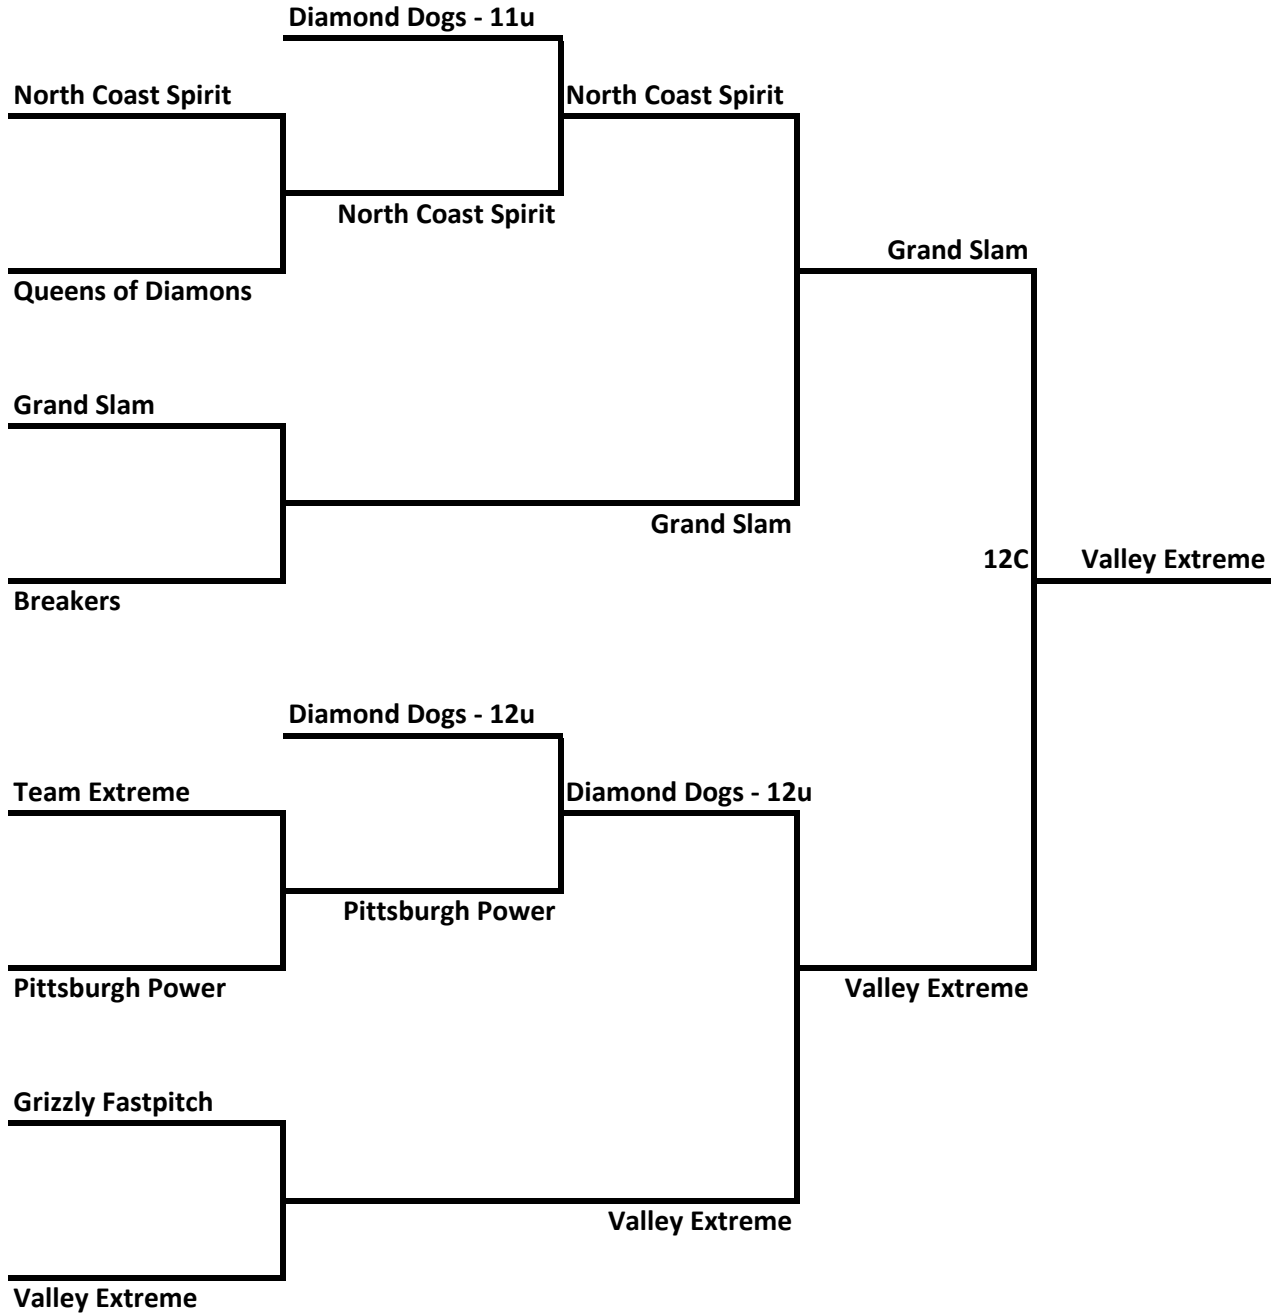 Diamond Dogs - 11u
North Coast Spirit
North Coast Spirit
North Coast Spirit
Grand Slam
Queens of Diamons
Grand Slam
Grand Slam
12C
Valley Extreme
Breakers
Diamond Dogs - 12u
Team Extreme
Diamond Dogs - 12u
Pittsburgh Power
Pittsburgh Power
Valley Extreme
Grizzly Fastpitch
Valley Extreme
Valley Extreme